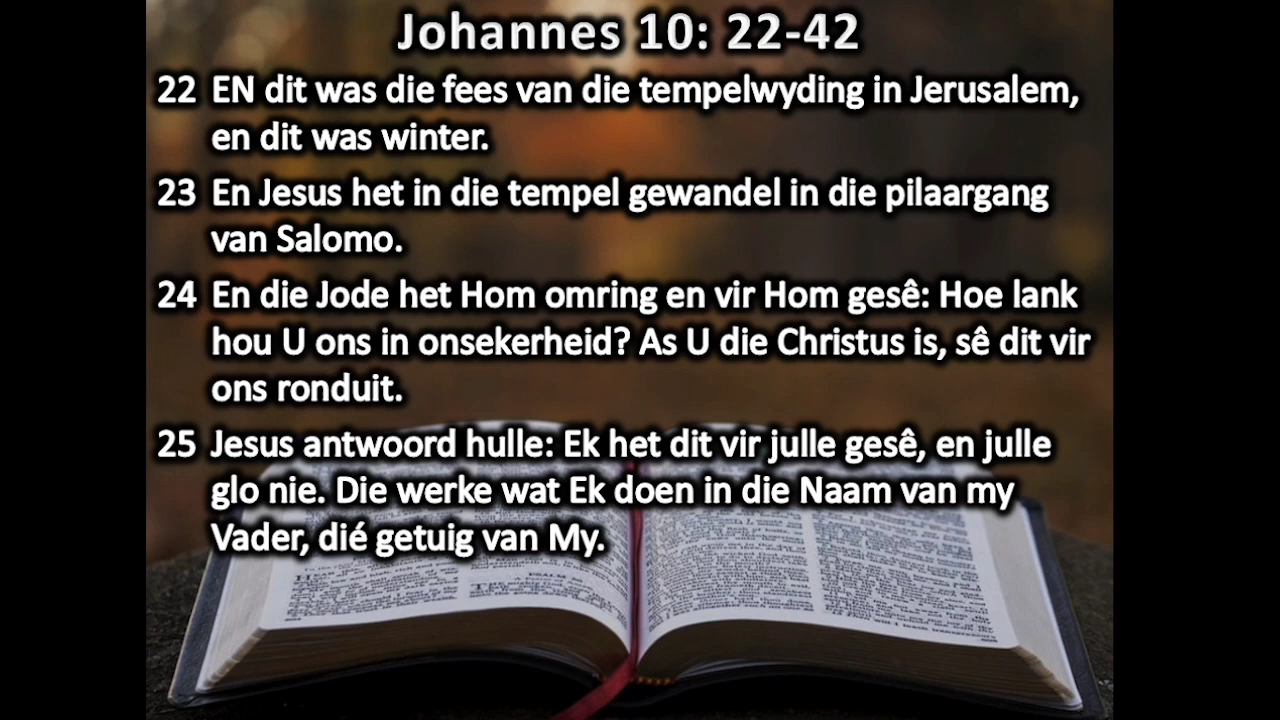 Johannes 10: 22-42
22 EN dit was die fees van die tempelwyding in Jerusalem,
en dit was winter.
23 En Jesus het in die tempel gewandel in die pilaargang
van Salomo.
24 En die Jode het Hom omring en vir Hom gesê: Hoe lank
hou U ons in onsekerheid? As U die Christus is, sê dit vir
ons ronduit.
25 Jesus antwoord hulle: Ek het dit vir julle gesê, en julle
glo nie. Die werke wat Ek doen in die Naam van my
Vader, dié getuig van My.